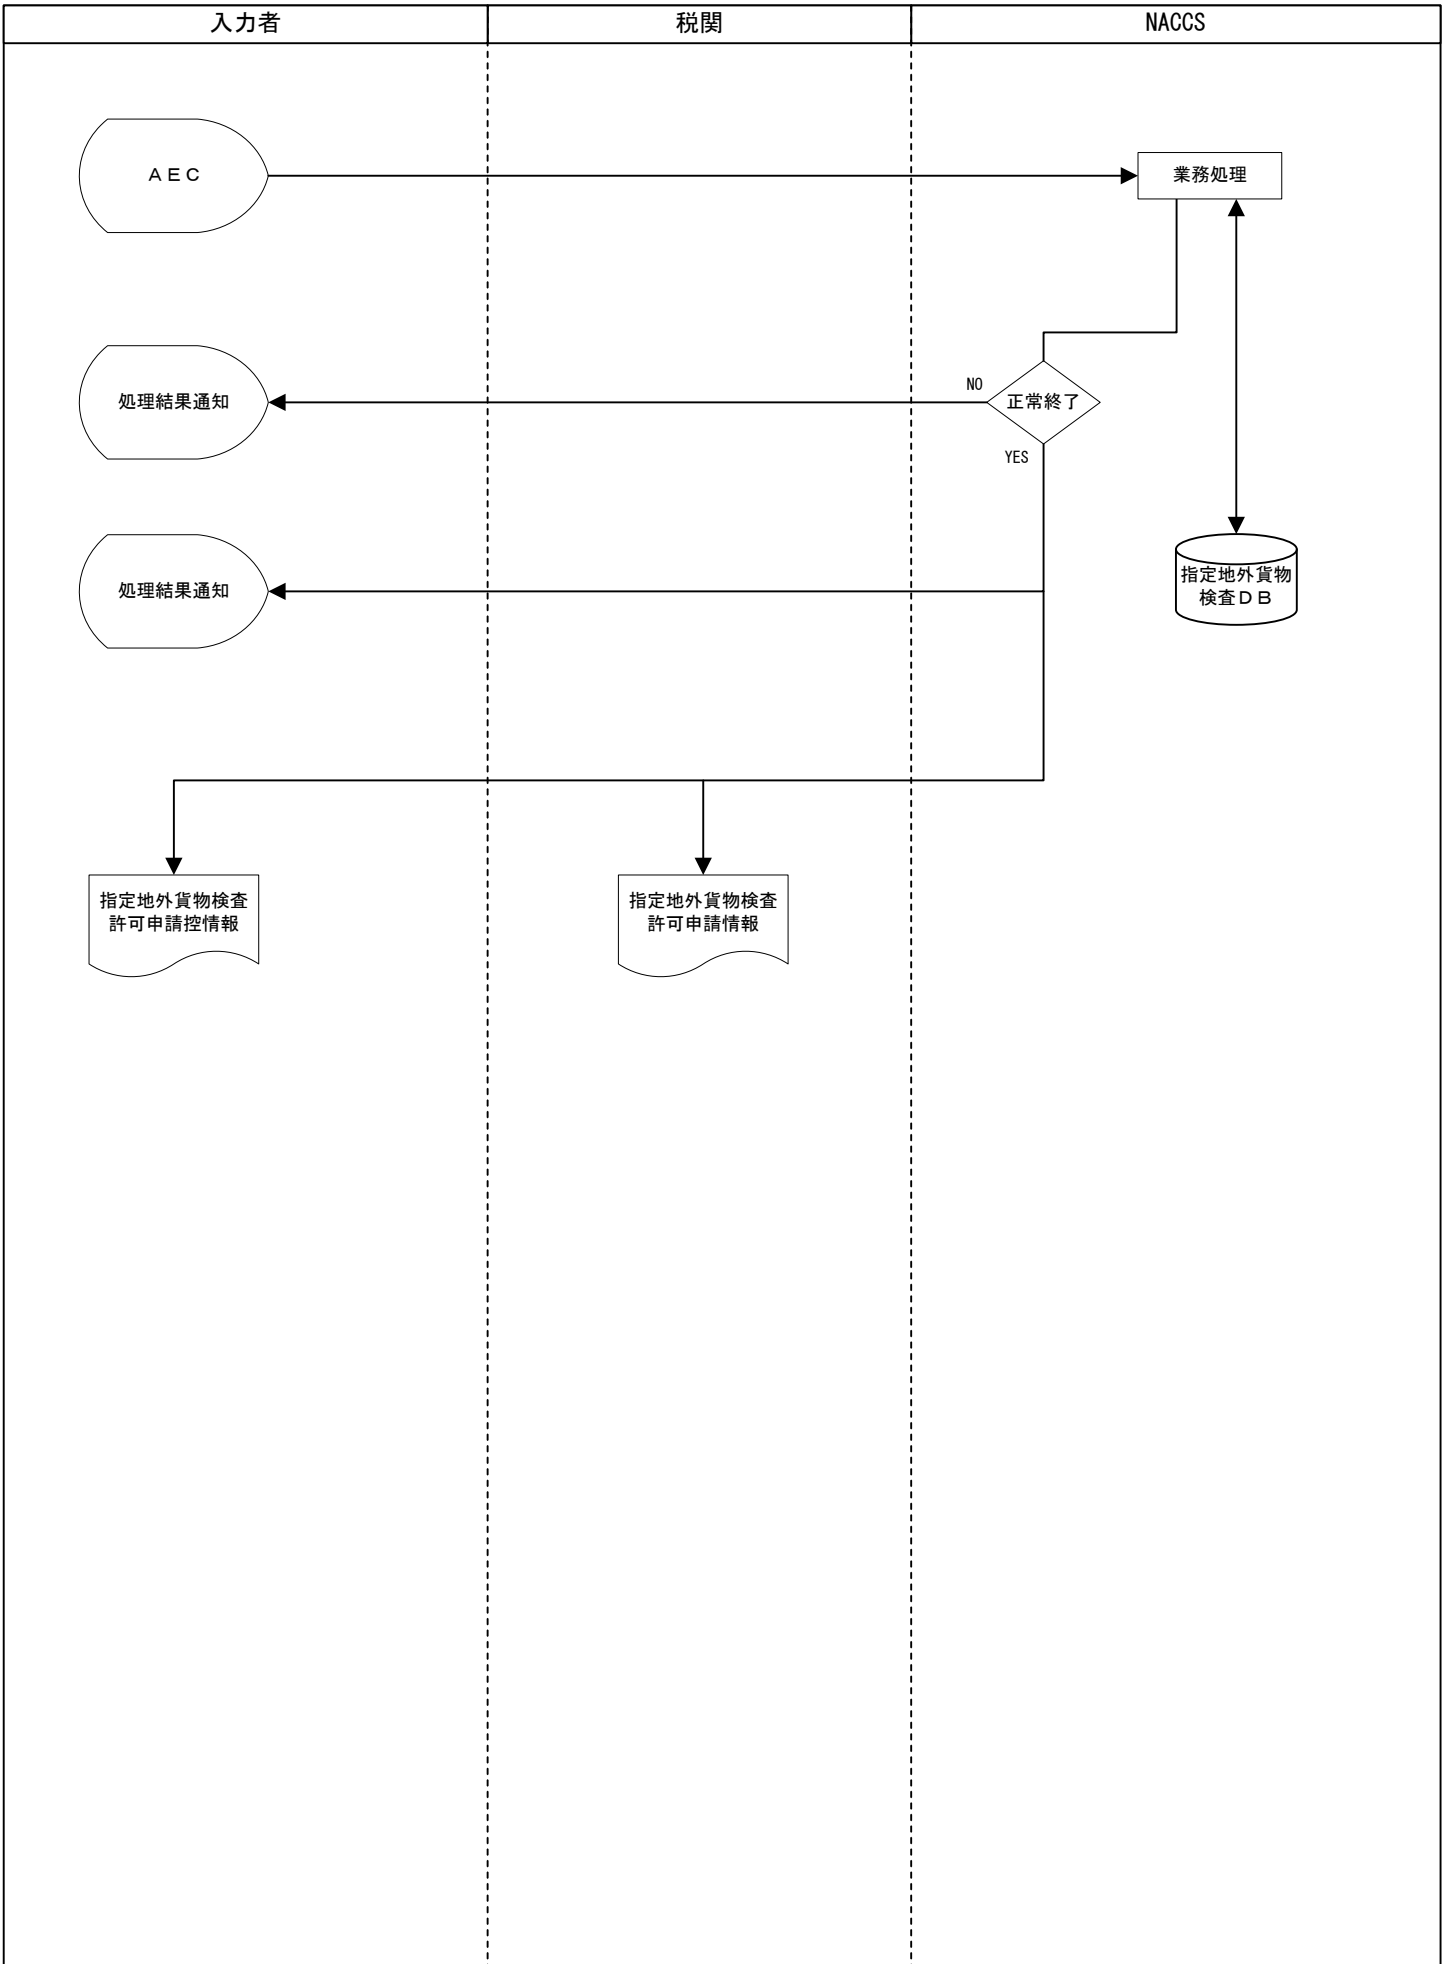 入力者
税関
NACCS
ＡＥＣ
業務処理
処理結果通知
NO
正常終了
YES
処理結果通知
指定地外貨物
検査ＤＢ
指定地外貨物検査
許可申請控情報
指定地外貨物検査
許可申請情報